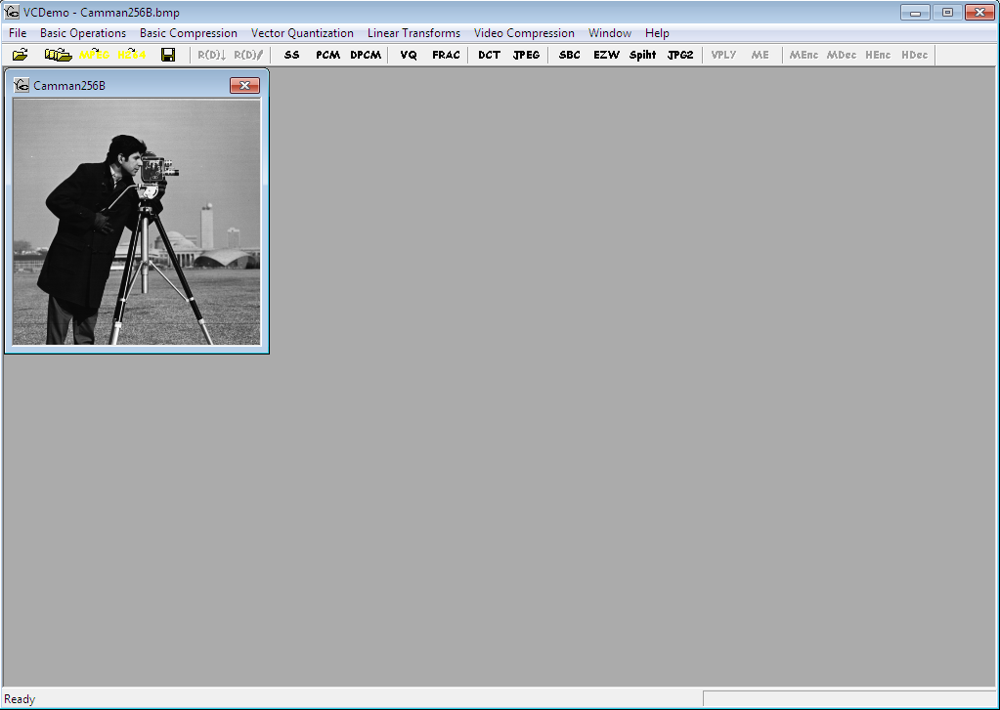 VCDemo - Camman256B.bmp
File Basic Operations Basic Compression Vector Quantization Linear Transforms Video Compression Window Help
MPEG H264 R(D)↓ R(D)/ SS PCM DPCM VQ FRAC DCT JPEG SBC EZW Spiht JPG2 VPLY ME MEnc MDec HEnc HDec
Camman256B
Ready